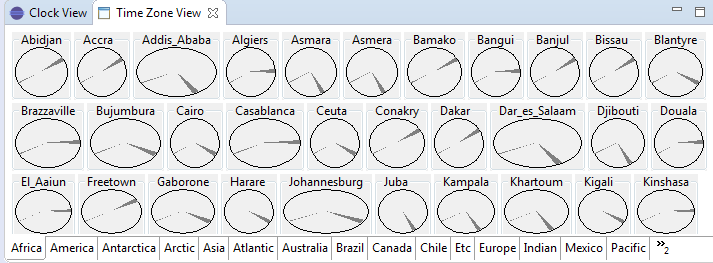 Clock View Time Zone View
Abidjan Accra Addis_Ababa Algiers Asmara Asmera Bamako Bangui Banjul Bissau Blantyre
Brazzaville Bujumbura Cairo Casablanca Ceuta Conakry Dakar Dar_es_Salaam Djibouti Douala
El_Aaiun Freetown Gaborone Harare Johannesburg Juba Kampala Khartoum Kigali Kinshasa
Africa America Antarctica Arctic Asia Atlantic Australia Brazil Canada Chile Etc Europe Indian Mexico Pacific »2